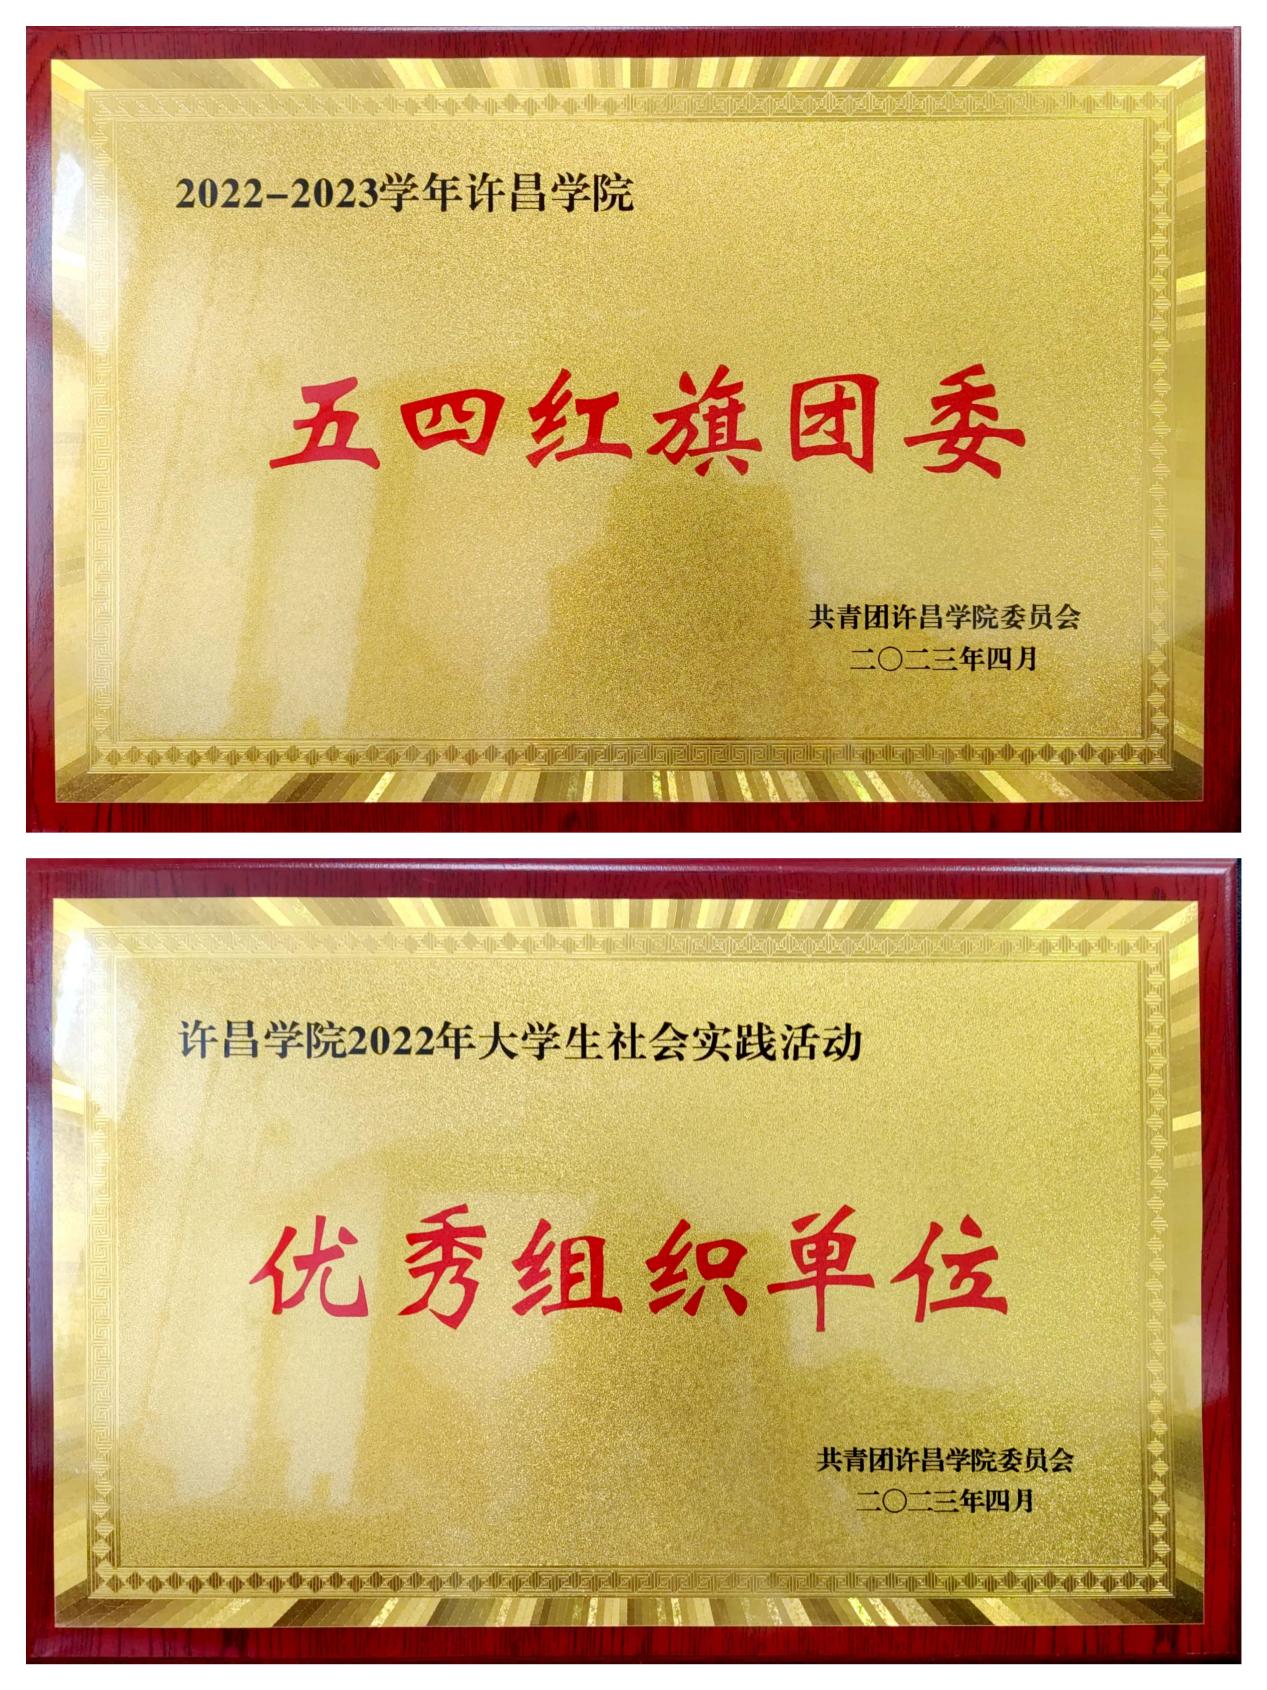 2022-2023学年许昌学院
五四红旗团委
共青团许昌学院委员会
二〇二三年四月
许昌学院2022年大学生社会实践活动
优秀组织单位
共青团许昌学院委员会
二〇二三年四月